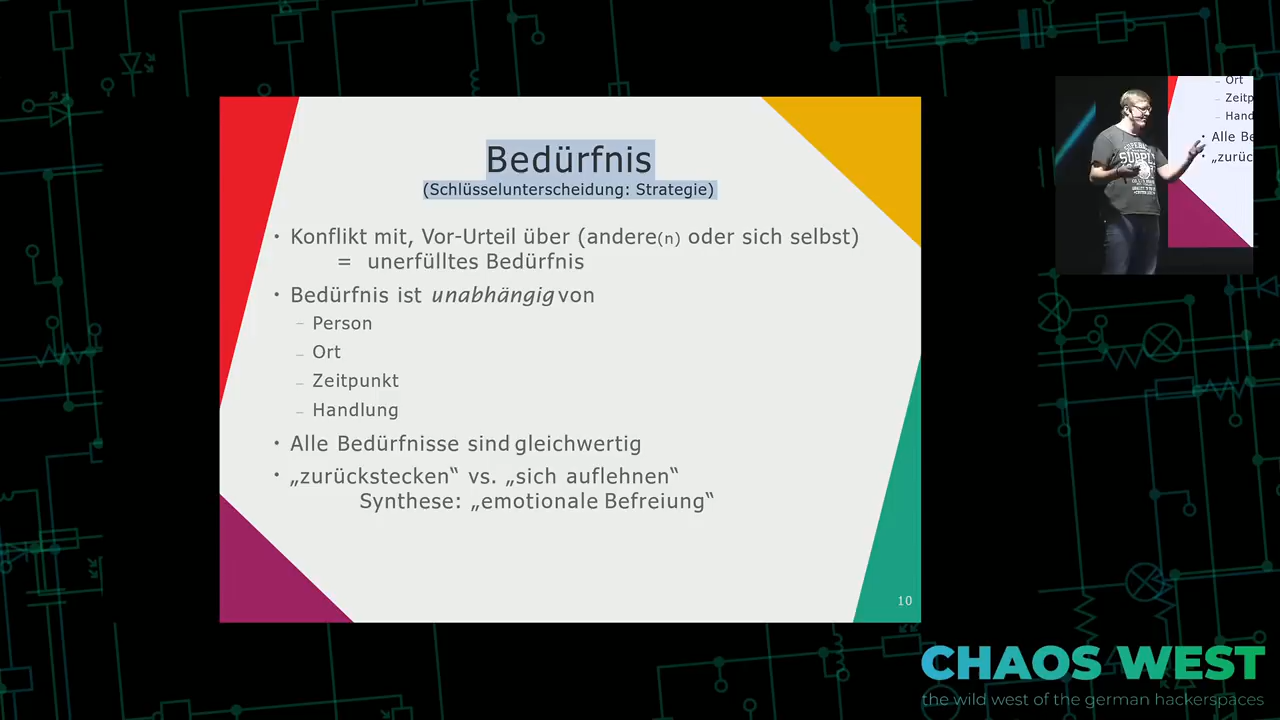 Bedürfnis
(Schlüsselunterscheidung: Strategie)
• Konflikt mit, Vor-Urteil über (andere(n) oder sich selbst)
= unerfülltes Bedürfnis
• Bedürfnis ist unabhängig von
– Person
– Ort
– Zeitpunkt
– Handlung
• Alle Bedürfnisse sind gleichwertig
• „zurückstecken“ vs. „sich auflehnen“
Synthese: „emotionale Befreiung“
10
– Ort
– Zeitp
– Hand
• Alle Be
• „zurüc
SUPPLY
CHAOS WEST
the wild west of the german hackerspaces